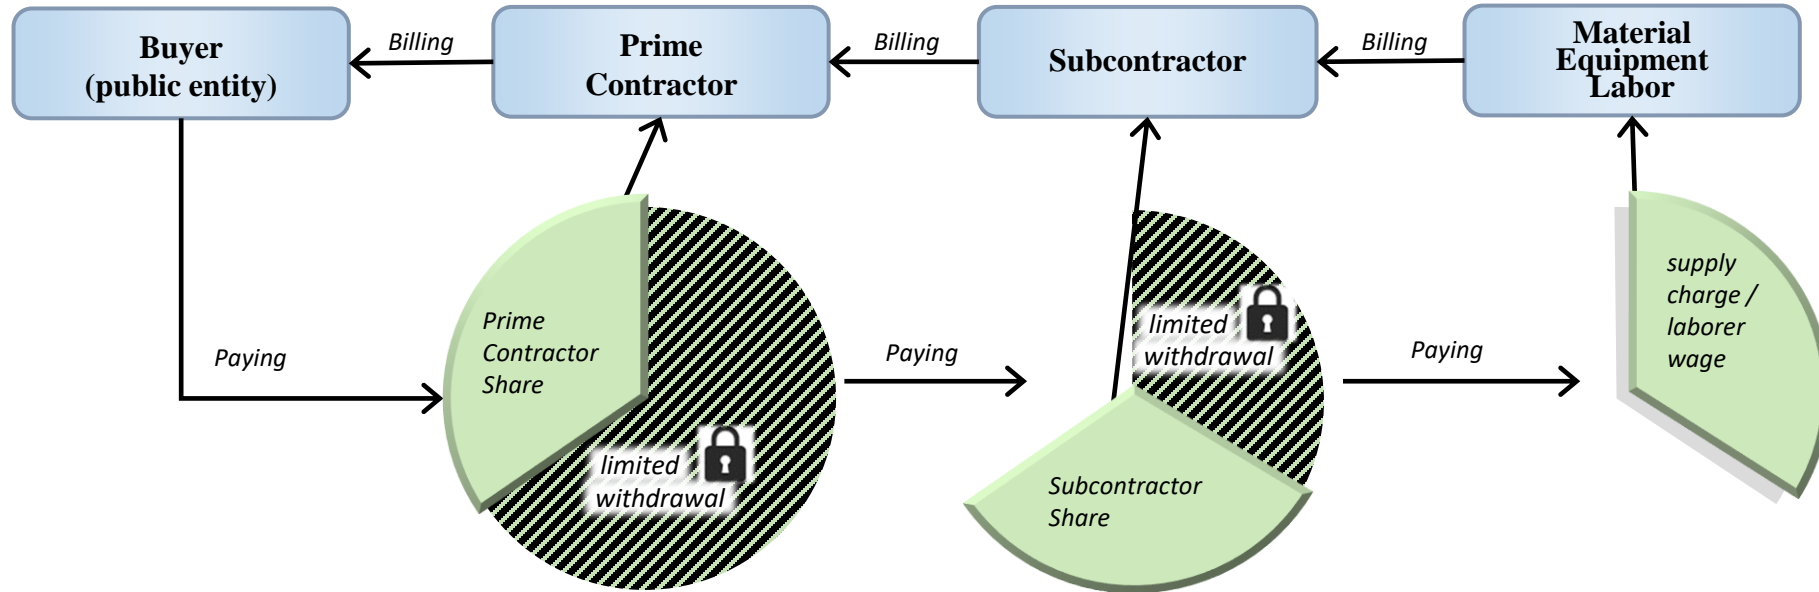 Buyer
(public entity)
Billing
Prime
Contractor
Billing
Subcontractor
Billing
Material
Equipment
Labor
Paying
Prime
Contractor
Share
limited
withdrawal
Paying
limited
withdrawal
Subcontractor
Share
Paying
supply
charge /
laborer
wage